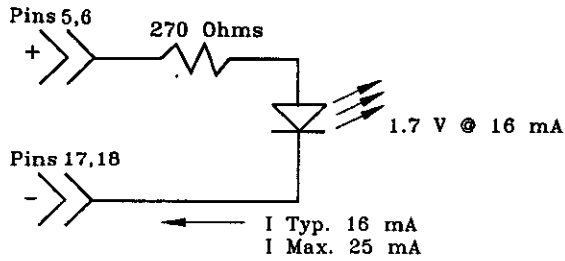 Pins 5,6
270 Ohms
+
1.7 V @ 16 mA
Pins 17,18
-
I Typ. 16 mA
I Max. 25 mA